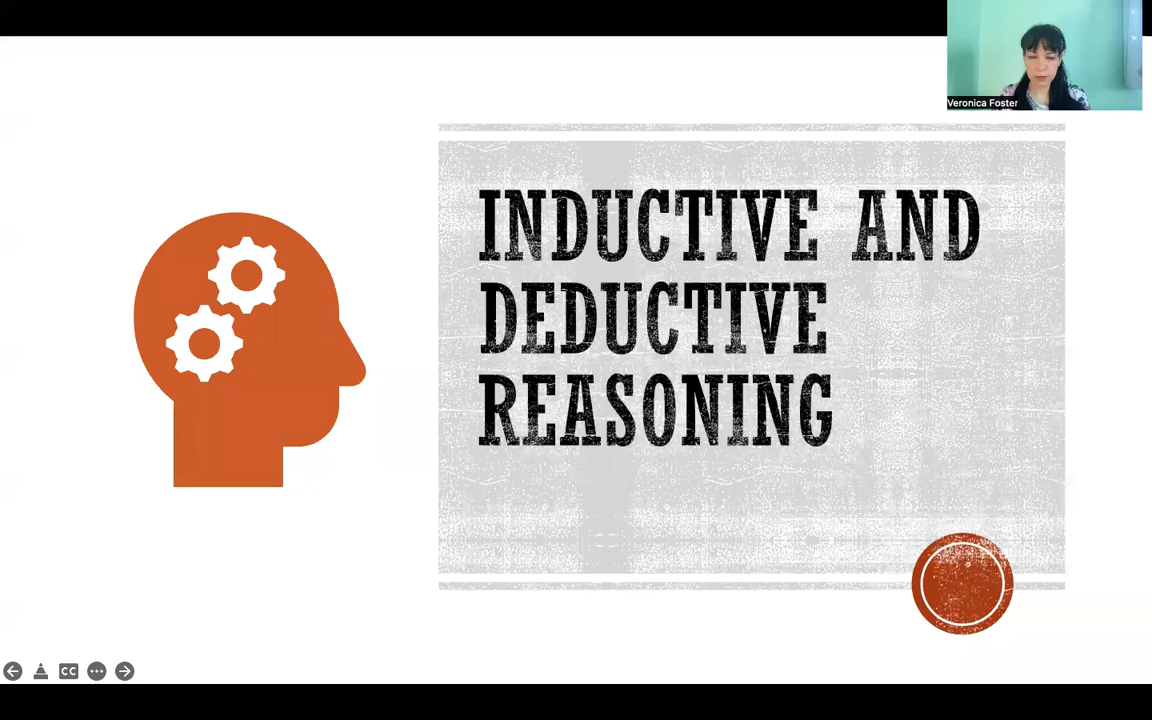 Veronica Foster
INDUCTIVE AND
DEDUCTIVE
REASONING
CC